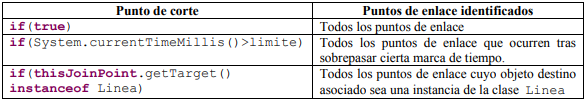 Punto de corte
Puntos de enlace identificados
if(true)
Todos los puntos de enlace
if(System.currentTimeMillis()>limite)
Todos los puntos de enlace que ocurren tras
sobrepasar cierta marca de tiempo.
if(thisJoinPoint.getTarget()
instanceof Linea)
Todos los puntos de enlace cuyo objeto destino
asociado sea una instancia de la clase Linea